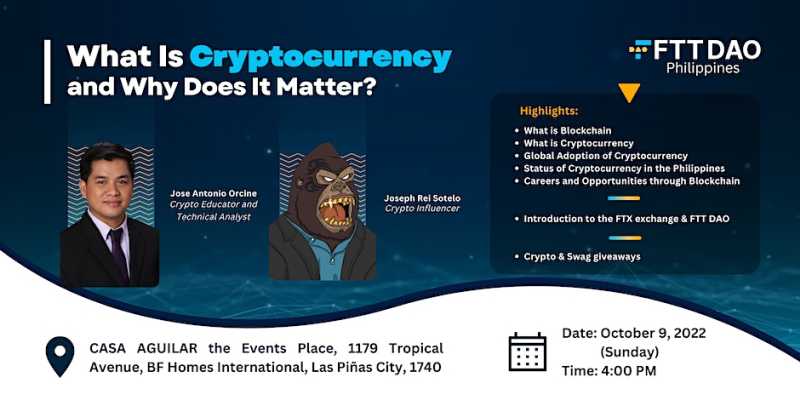 What Is Cryptocurrency
and Why Does It Matter?
DAO
FTT DAO
Philippines
Jose Antonio Orcine
Crypto Educator and
Technical Analyst
Joseph Rei Sotelo
Crypto Influencer
Highlights:
• What is Blockchain
• What is Cryptocurrency
• Global Adoption of Cryptocurrency
• Status of Cryptocurrency in the Philippines
• Careers and Opportunities through Blockchain
• Introduction to the FTX exchange & FTT DAO
• Crypto & Swag giveaways
CASA AGUILAR the Events Place, 1179 Tropical
Avenue, BF Homes International, Las Piñas City, 1740
Date: October 9, 2022
(Sunday)
Time: 4:00 PM